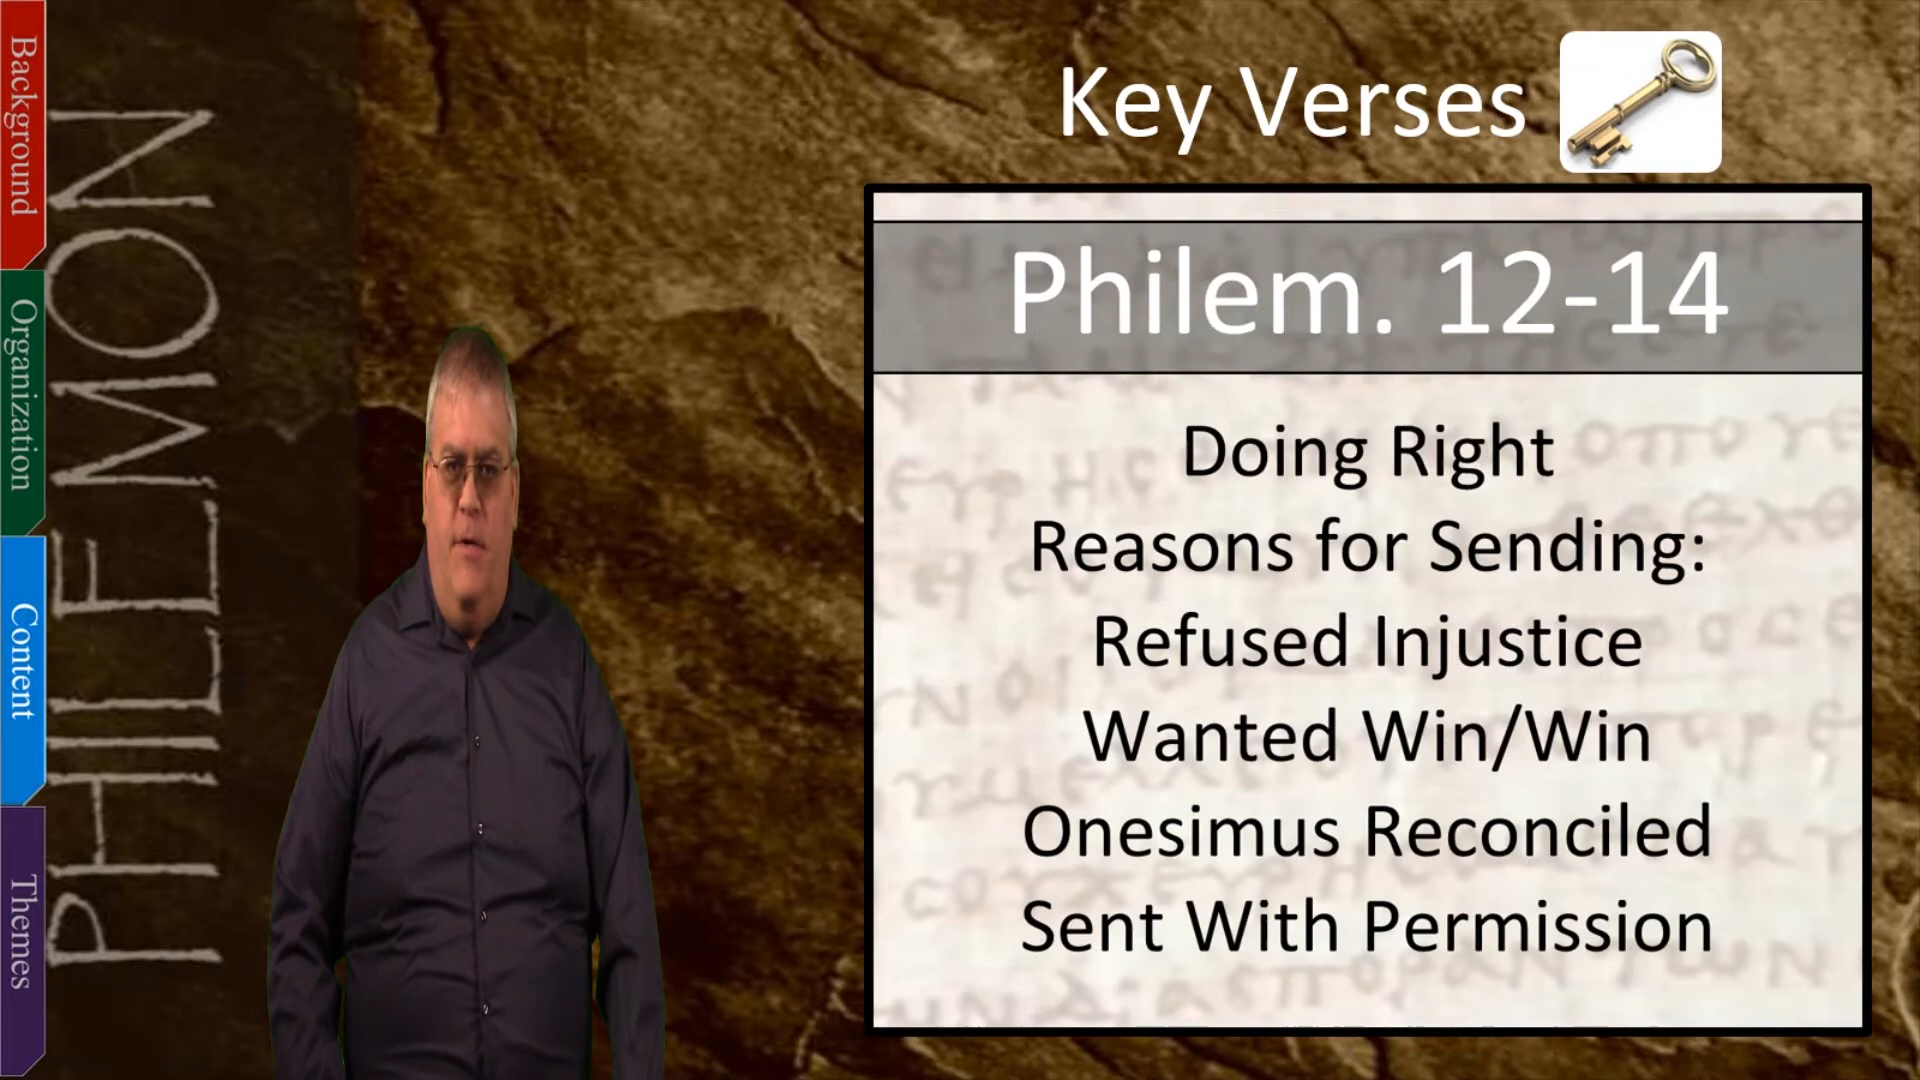 Background
Organization
Content
Themes
PHILEMON
Key Verses
Philem. 12-14
Doing Right
Reasons for Sending:
Refused Injustice
Wanted Win/Win
Onesimus Reconciled
Sent With Permission